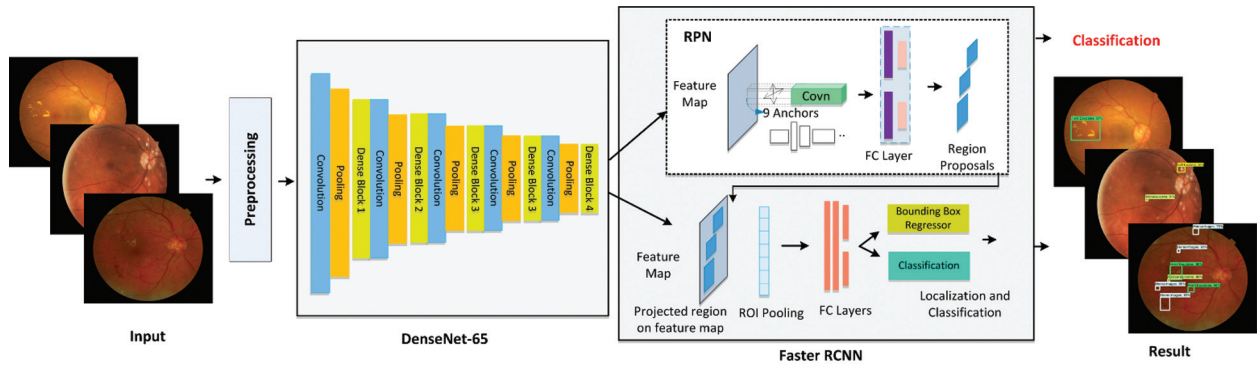 Input
Preprocessing
Convolution
Pooling
Dense Block 1
Convolution
Pooling
Dense Block 2
Convolution
Pooling
Dense Block 3
Convolution
Pooling
Dense Block 3
Convolution
Pooling
Dense Block 4
DenseNet-65
RPN
Feature
Map
Covn
9 Anchors
..
FC Layer
Region
Proposals
Feature
Map
Projected region
on feature map
ROI Pooling
FC Layers
Bounding Box
Regressor
Classification
Localization and
Classification
Faster RCNN
Classification
Result